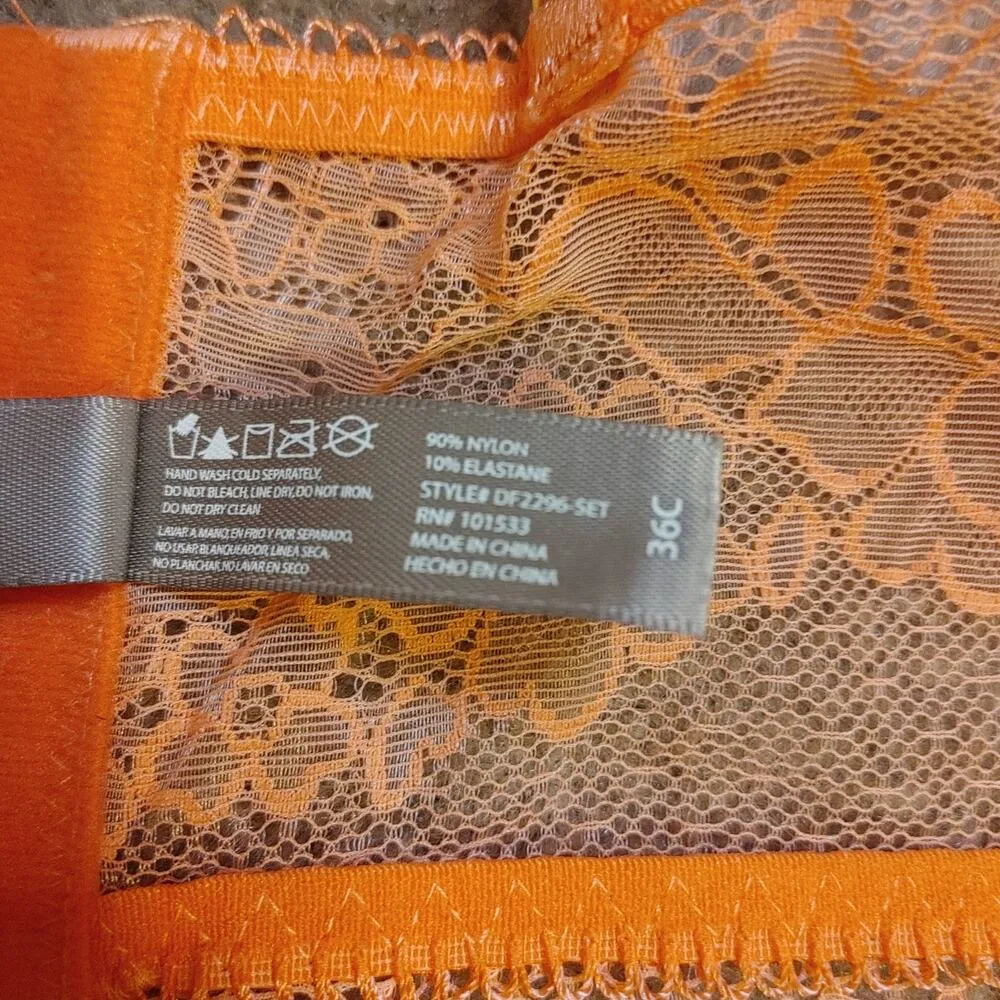 HAND WASH COLD SEPARATELY,
DO NOT BLEACH, LINE DRY, DO NOT IRON,
DO NOT DRY CLEAN
LAVAR A MANO, EN FRIO Y POR SEPARADO,
NO USAR BLANQUEADOR, LINEA SECA,
NO PLANCHAR, NO LAVAR EN SECO
90% NYLON
10% ELASTANE
STYLE# DF2296-SET
RN# 101533
MADE IN CHINA
HECHO EN CHINA
36C